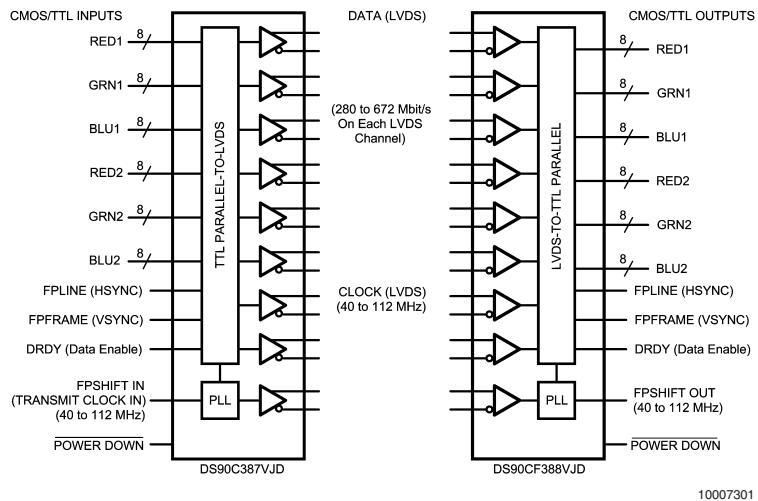 CMOS/TTL INPUTS
DATA (LVDS)
CMOS/TTL OUTPUTS
RED1
8
GRN1
8
BLU1
8
RED2
8
GRN2
8
BLU2
8
FPLINE (HSYNC)
FPFRAME (VSYNC)
DRDY (Data Enable)
FPSHIFT IN
(TRANSMIT CLOCK IN)
(40 to 112 MHz)
POWER DOWN
TTL PARALLEL-TO-LVDS
PLL
DS90C387VJD
(280 to 672 Mbit/s
On Each LVDS
Channel)
CLOCK (LVDS)
(40 to 112 MHz)
LVDS-TO-TTL PARALLEL
PLL
DS90CF388VJD
8
RED1
8
GRN1
8
BLU1
8
RED2
8
GRN2
8
BLU2
FPLINE (HSYNC)
FPFRAME (VSYNC)
DRDY (Data Enable)
FPSHIFT OUT
(40 to 112 MHz)
POWER DOWN
10007301